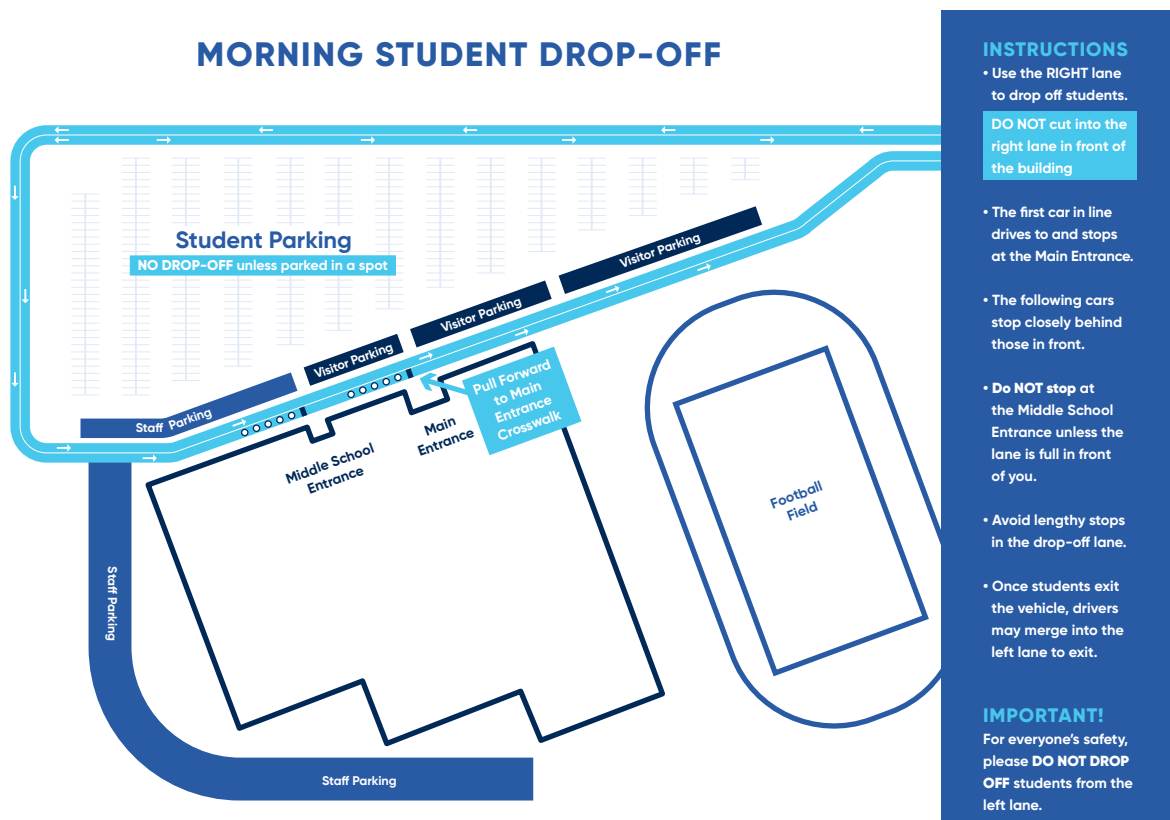 MORNING STUDENT DROP-OFF
Student Parking
NO DROP-OFF unless parked in a spot
Visitor Parking
Visitor Parking
Visitor Parking
Staff Parking
Pull Forward
to Main
Entrance
Crosswalk
Main
Entrance
Middle School
Entrance
Football
Field
Staff Parking
Staff Parking
INSTRUCTIONS
• Use the RIGHT lane
to drop off students.
DO NOT cut into the
right lane in front of
the building
• The first car in line
drives to and stops
at the Main Entrance.
• The following cars
stop closely behind
those in front.
• Do NOT stop at
the Middle School
Entrance unless the
lane is full in front
of you.
• Avoid lengthy stops
in the drop-off lane.
• Once students exit
the vehicle, drivers
may merge into the
left lane to exit.
IMPORTANT!
For everyone's safety,
please DO NOT DROP
OFF students from the
left lane.